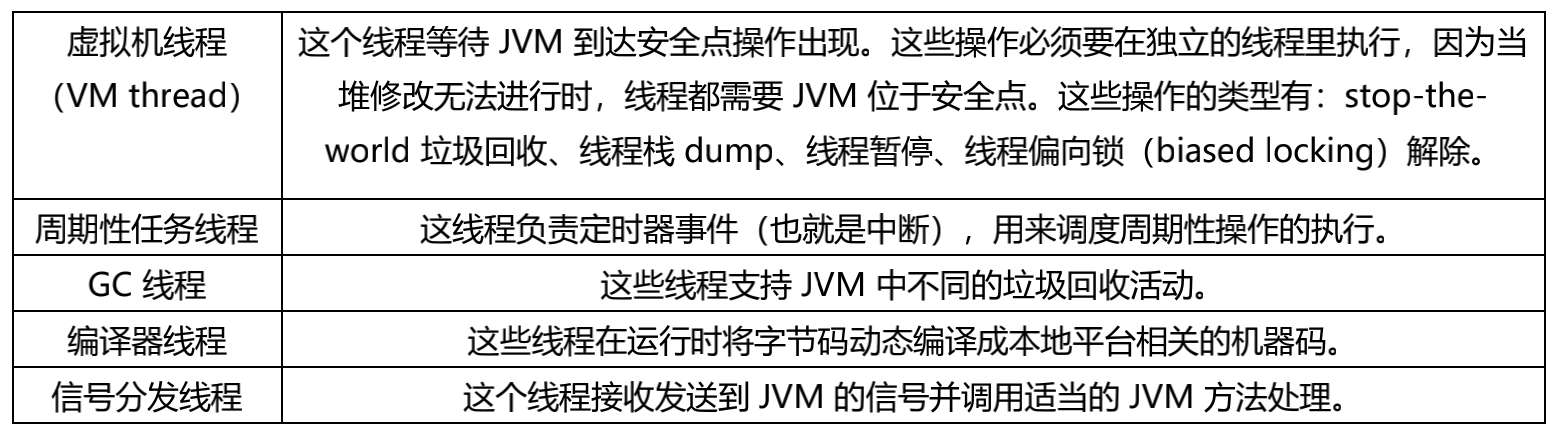 虚拟机线程
（VM thread）
这个线程等待 JVM 到达安全点操作出现。这些操作必须要在独立的线程里执行，因为当
堆修改无法进行时，线程都需要 JVM 位于安全点。这些操作的类型有：stop-the-
world 垃圾回收、线程栈 dump、线程暂停、线程偏向锁（biased locking）解除。
周期性任务线程
这线程负责定时器事件（也就是中断），用来调度周期性操作的执行。
GC 线程
这些线程支持 JVM 中不同的垃圾回收活动。
编译器线程
这些线程在运行时将字节码动态编译成本地平台相关的机器码。
信号分发线程
这个线程接收发送到 JVM 的信号并调用适当的 JVM 方法处理。